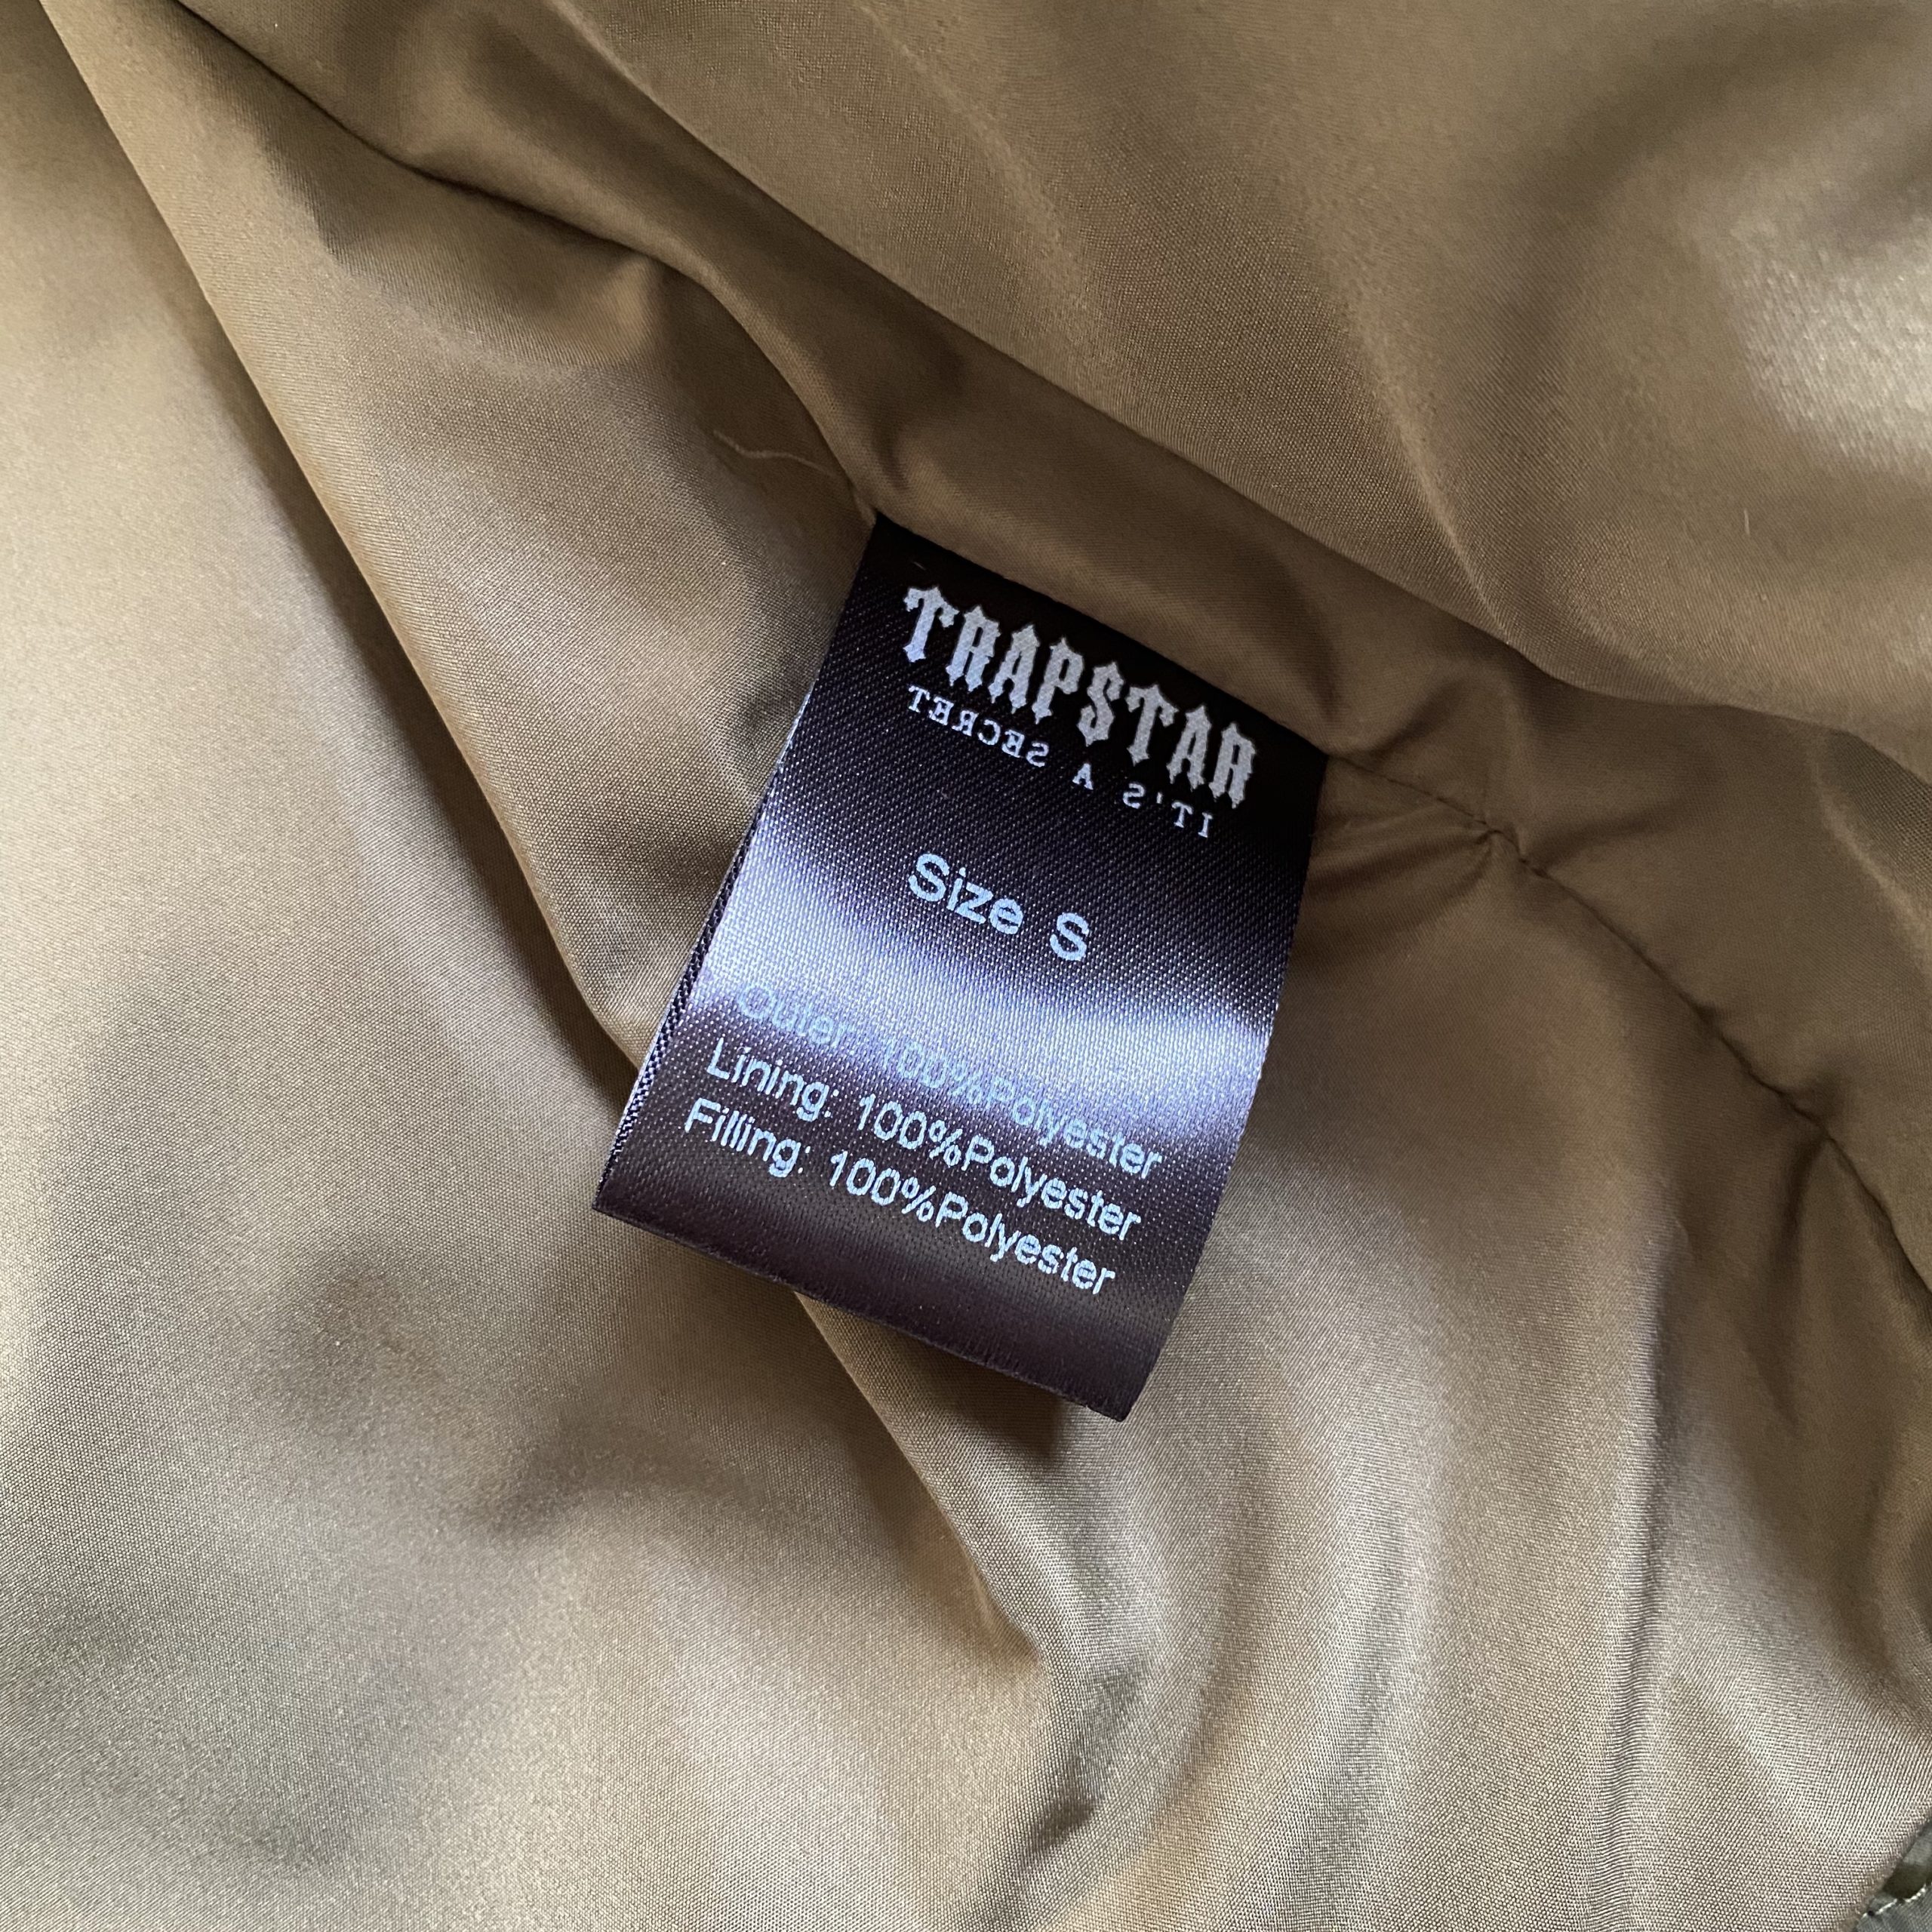 TRAPSTAR
IT'S A SECRET
Size S
Outer: 100%Polyester
Lining: 100%Polyester
Filling: 100%Polyester